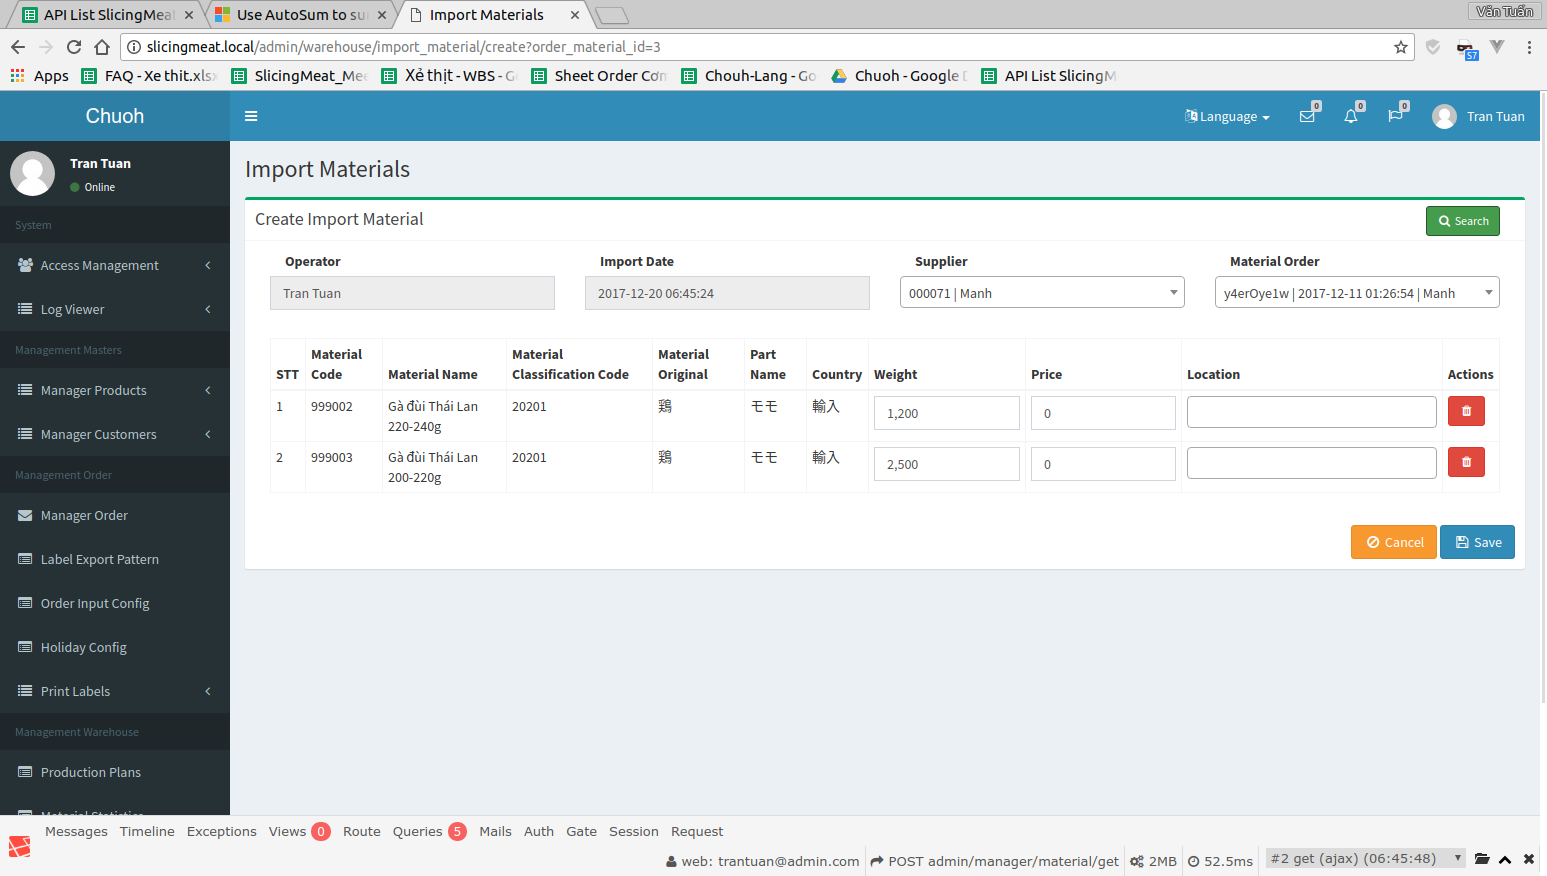 API List SlicingMeat
Use AutoSum to su
Import Materials
Văn Tuấn
slicingmeat.local/admin/warehouse/import_material/create?order_material_id=3
57
Apps
FAQ - Xe thit.xls
SlicingMeat_Mee
Xẻ thịt - WBS - G
Sheet Order Cơm
Chouh-Lang - Go
Chuoh - Google D
API List SlicingM
Chuoh
Language
0
0
0
Tran Tuan
Tran Tuan
Online
System
Access Management
Log Viewer
Management Masters
Manager Products
Manager Customers
Management Order
Manager Order
Label Export Pattern
Order Input Config
Holiday Config
Print Labels
Management Warehouse
Production Plans
Material Statistics
Import Materials
Create Import Material
Search
Operator
Import Date
Supplier
Material Order
Tran Tuan
2017-12-20 06:45:24
000071 | Manh
y4erOye1w | 2017-12-11 01:26:54 | Manh
STT
Material Code
Material Name
Material Classification Code
Material Original
Part Name
Country
Weight
Price
Location
Actions
1
999002
Gà đùi Thái Lan 220-240g
20201
鶏
モモ
輸入
1,200
0
2
999003
Gà đùi Thái Lan 200-220g
20201
鶏
モモ
輸入
2,500
0
Cancel
Save
Messages
Timeline
Exceptions
Views 0
Route
Queries 5
Mails
Auth
Gate
Session
Request
web: trantuan@admin.com
POST admin/manager/material/get
2MB
52.5ms
#2 get (ajax) (06:45:48)